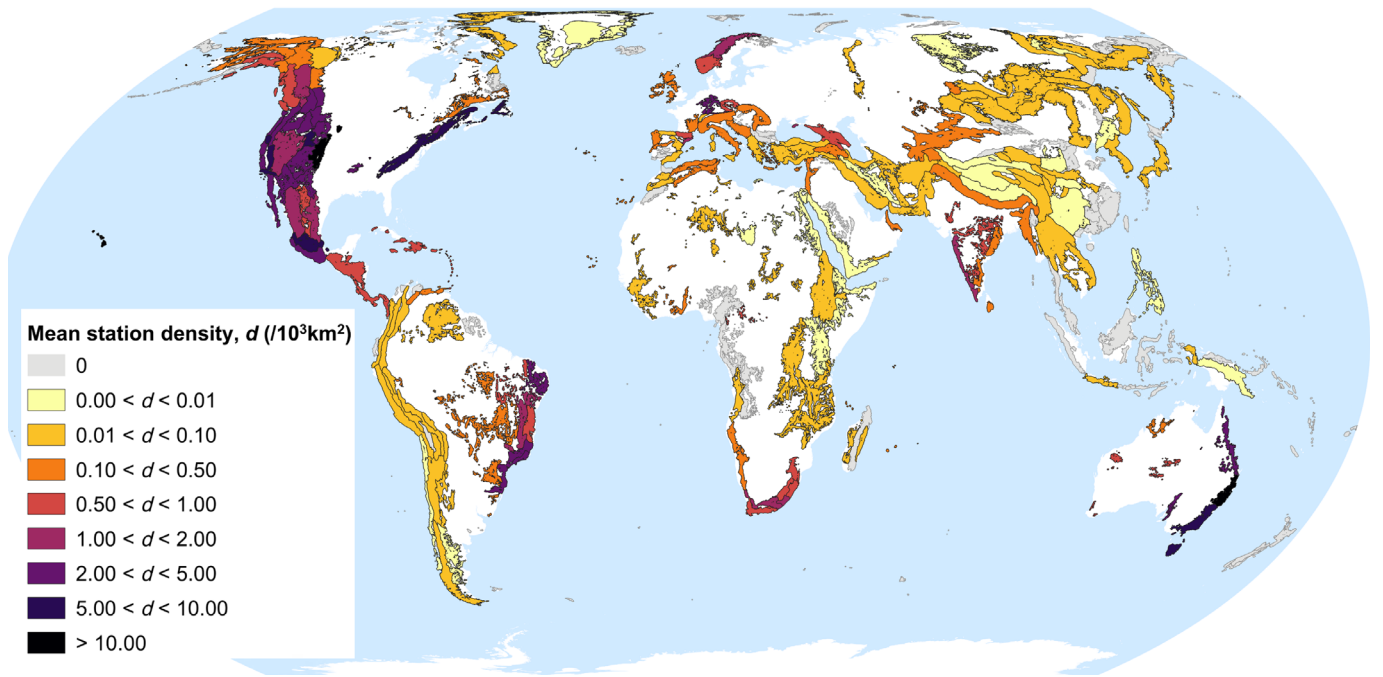 Mean station density, d (/10³km²)
0
0.00 < d < 0.01
0.01 < d < 0.10
0.10 < d < 0.50
0.50 < d < 1.00
1.00 < d < 2.00
2.00 < d < 5.00
5.00 < d < 10.00
> 10.00